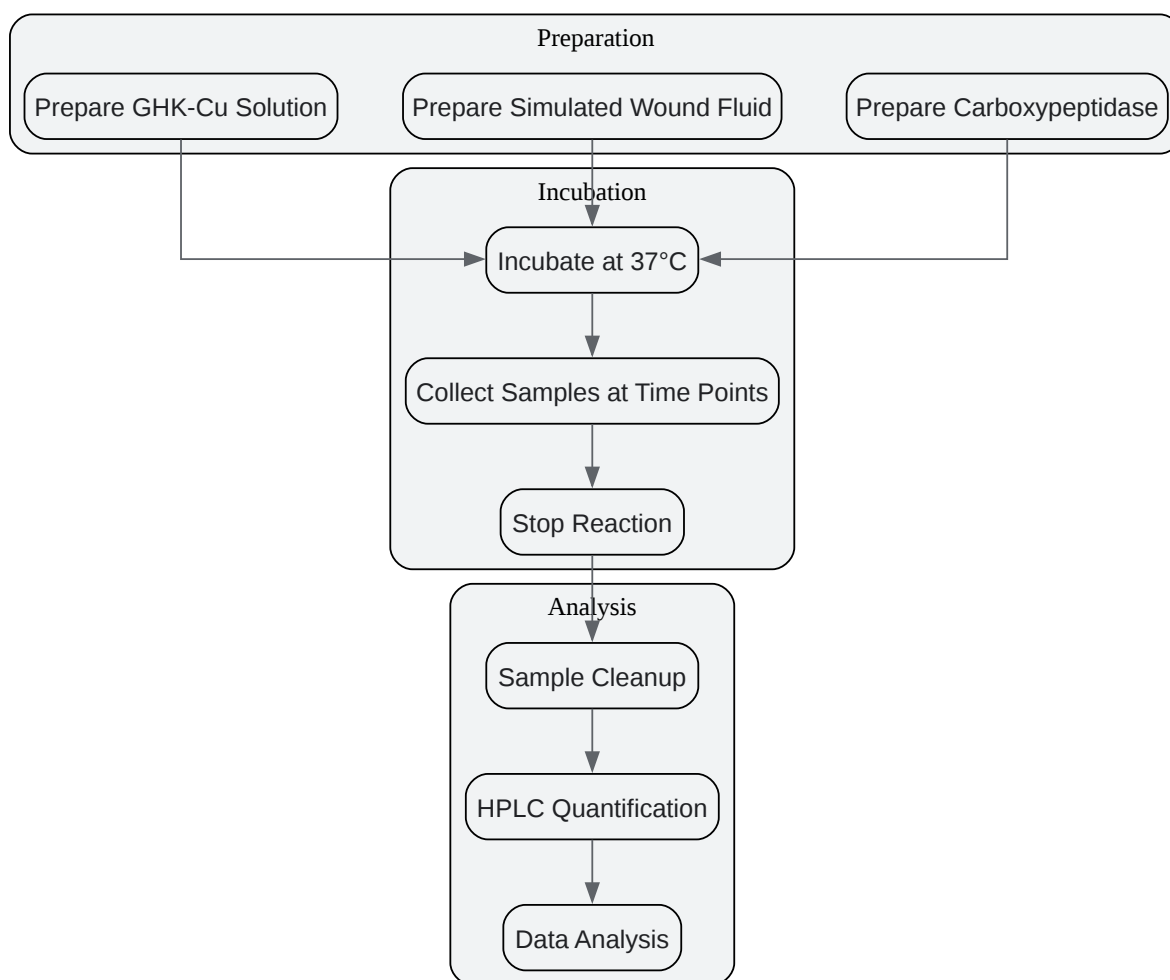 Preparation
Prepare GHK-Cu Solution
Prepare Simulated Wound Fluid
Prepare Carboxypeptidase
Incubation
Incubate at 37°C
Collect Samples at Time Points
Stop Reaction
Analysis
Sample Cleanup
HPLC Quantification
Data Analysis